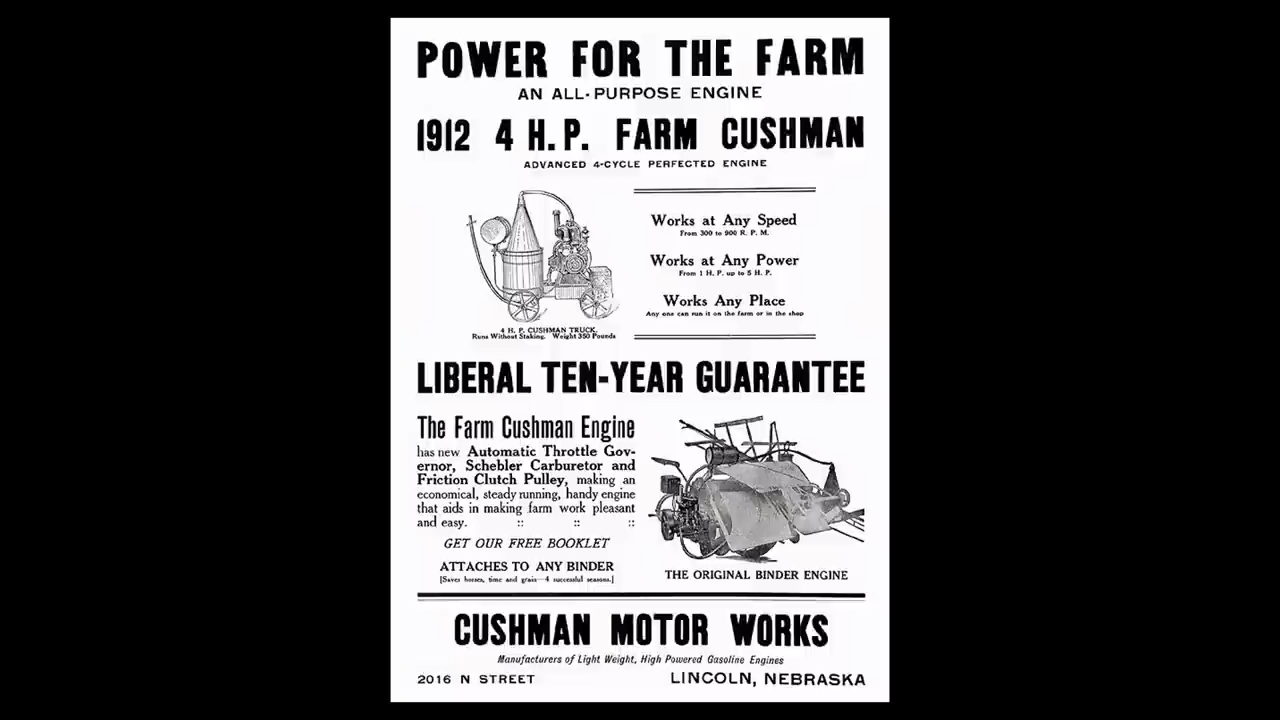 POWER FOR THE FARM
AN ALL-PURPOSE ENGINE
1912 4 H.P. FARM CUSHMAN
ADVANCED 4-CYCLE PERFECTED ENGINE
Works at Any Speed
From 300 to 900 R. P. M.
Works at Any Power
From 1 H. P. up to 5 H. P.
Works Any Place
Any one can run it on the farm or in the shop
4 H. P. CUSHMAN TRUCK.
Runs Without Staking. Weight 350 Pounds
LIBERAL TEN-YEAR GUARANTEE
The Farm Cushman Engine
has new Automatic Throttle Gov-
ernor, Schebler Carburetor and
Friction Clutch Pulley, making an
economical, steady running, handy engine
that aids in making farm work pleasant
and easy. :: :: ::
GET OUR FREE BOOKLET
ATTACHES TO ANY BINDER
[Saves horses, time and grain—4 successful seasons.]
THE ORIGINAL BINDER ENGINE
CUSHMAN MOTOR WORKS
Manufacturers of Light Weight, High Powered Gasoline Engines
2016 N STREET LINCOLN, NEBRASKA